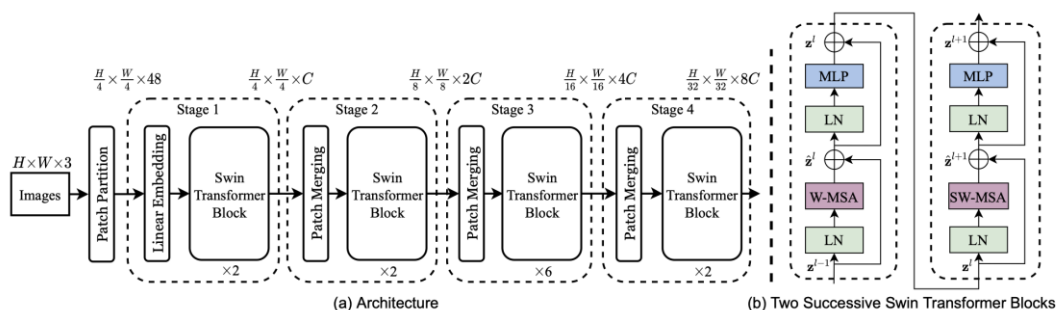 H/4 × W/4 × 48
H/4 × W/4 × C
H/8 × W/8 × 2C
H/16 × W/16 × 4C
H/32 × W/32 × 8C
Stage 1
Stage 2
Stage 3
Stage 4
H×W×3
Images
Patch Partition
Linear Embedding
Swin
Transformer
Block
×2
Patch Merging
Swin
Transformer
Block
×2
Patch Merging
Swin
Transformer
Block
×6
Patch Merging
Swin
Transformer
Block
×2
(a) Architecture
z^l
MLP
LN
ẑ^l
W-MSA
LN
z^{l-1}
z^{l+1}
MLP
LN
ẑ^{l+1}
SW-MSA
LN
z^l
(b) Two Successive Swin Transformer Blocks